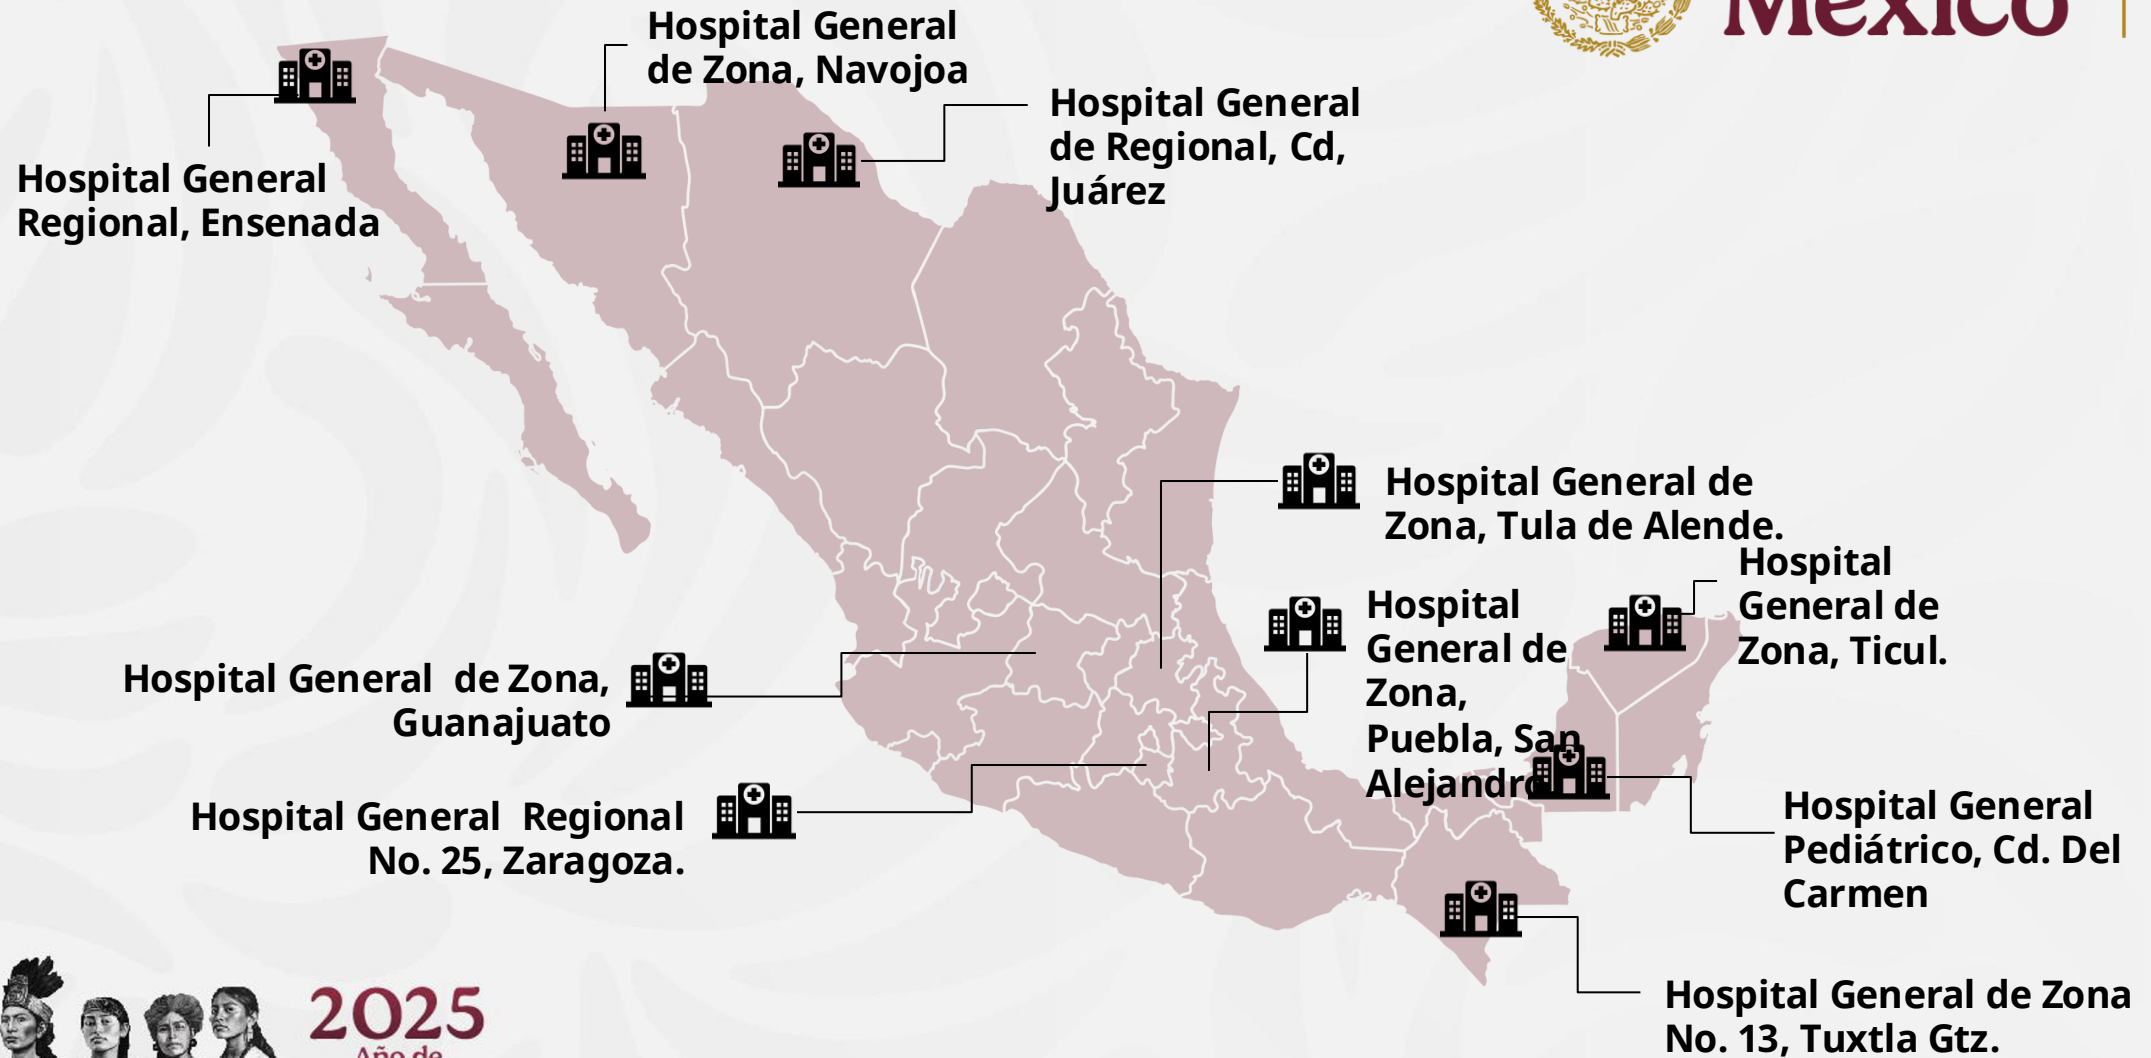 México
Hospital General
de Zona, Navojoa
Hospital General
de Regional, Cd,
Juárez
Hospital General
Regional, Ensenada
Hospital General de
Zona, Tula de Alende.
Hospital
General de
Zona, Ticul.
Hospital
General de
Zona,
Puebla, San
Alejandro
Hospital General  de Zona,
Guanajuato
Hospital General  Regional
No. 25, Zaragoza.
Hospital General
Pediátrico, Cd. Del
Carmen
Hospital General de Zona
No. 13, Tuxtla Gtz.
2025
Año de